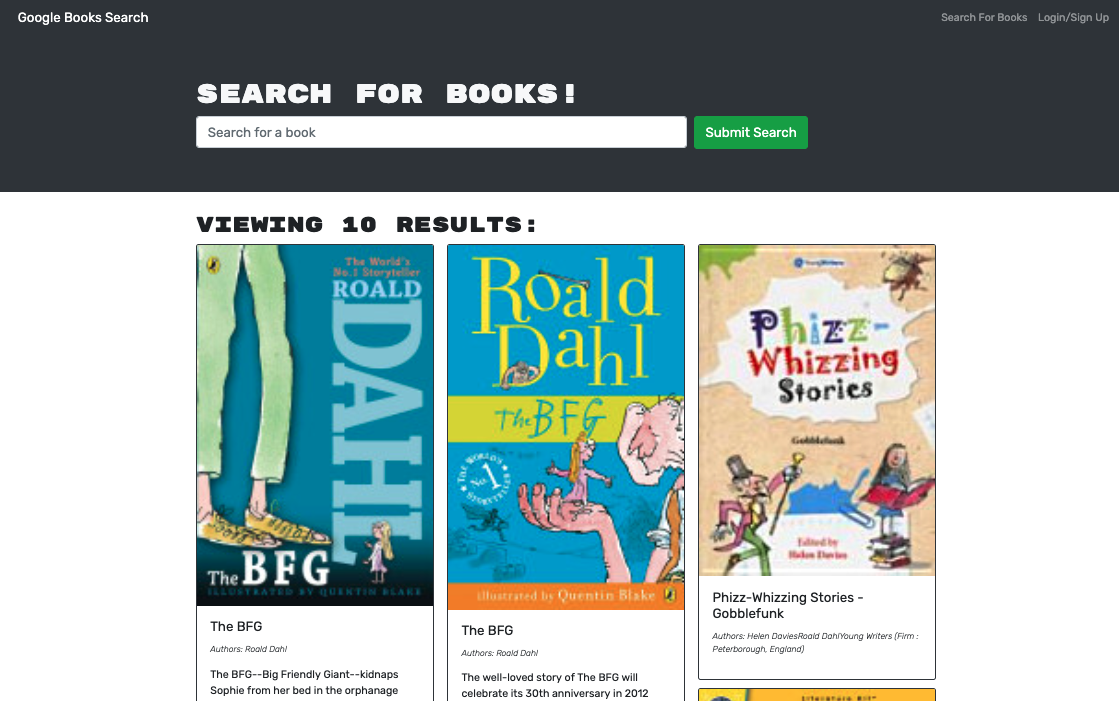 Google Books Search
Search For Books
Login/Sign Up
SEARCH FOR BOOKS!
Search for a book
Submit Search
VIEWING 10 RESULTS:
The World's
No.1 Storyteller
ROALD
DAHL
The BFG
ILLUSTRATED BY QUENTIN BLAKE
The BFG
Authors: Roald Dahl
The BFG--Big Friendly Giant--kidnaps
Sophie from her bed in the orphanage
Roald
Dahl
The BFG
THE WORLD'S No.1 STORYTELLER
illustrated by Quentin Blake
The BFG
Authors: Roald Dahl
The well-loved story of The BFG will
celebrate its 30th anniversary in 2012
YoungWriters
Phizz-
Whizzing
Stories
Gobblefunk
Edited by
Helen Davies
Phizz-Whizzing Stories -
Gobblefunk
Authors: Helen DaviesRoald DahlYoung Writers (Firm :
Peterborough, England)